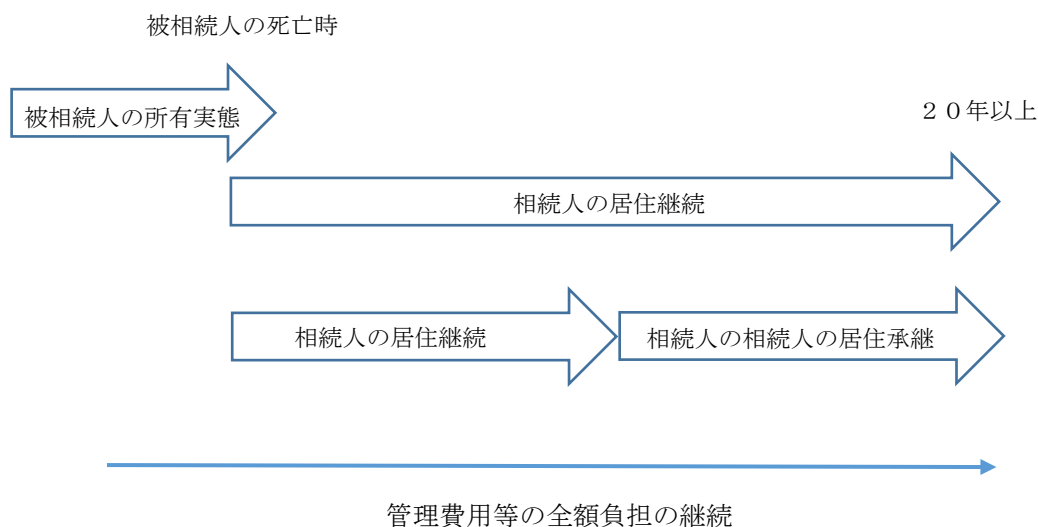 被相続人の死亡時
被相続人の所有実態
２０年以上
相続人の居住継続
相続人の居住継続
相続人の相続人の居住承継
管理費用等の全額負担の継続